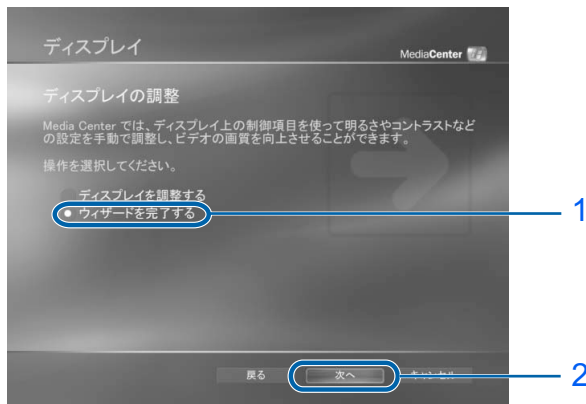 ディスプレイ
MediaCenter
ディスプレイの調整
Media Center では、ディスプレイ上の制御項目を使って明るさやコントラストなど
の設定を手動で調整し、ビデオの画質を向上させることができます。
操作を選択してください。
ディスプレイを調整する
ウィザードを完了する
1
戻る 次へ キャンセル
2